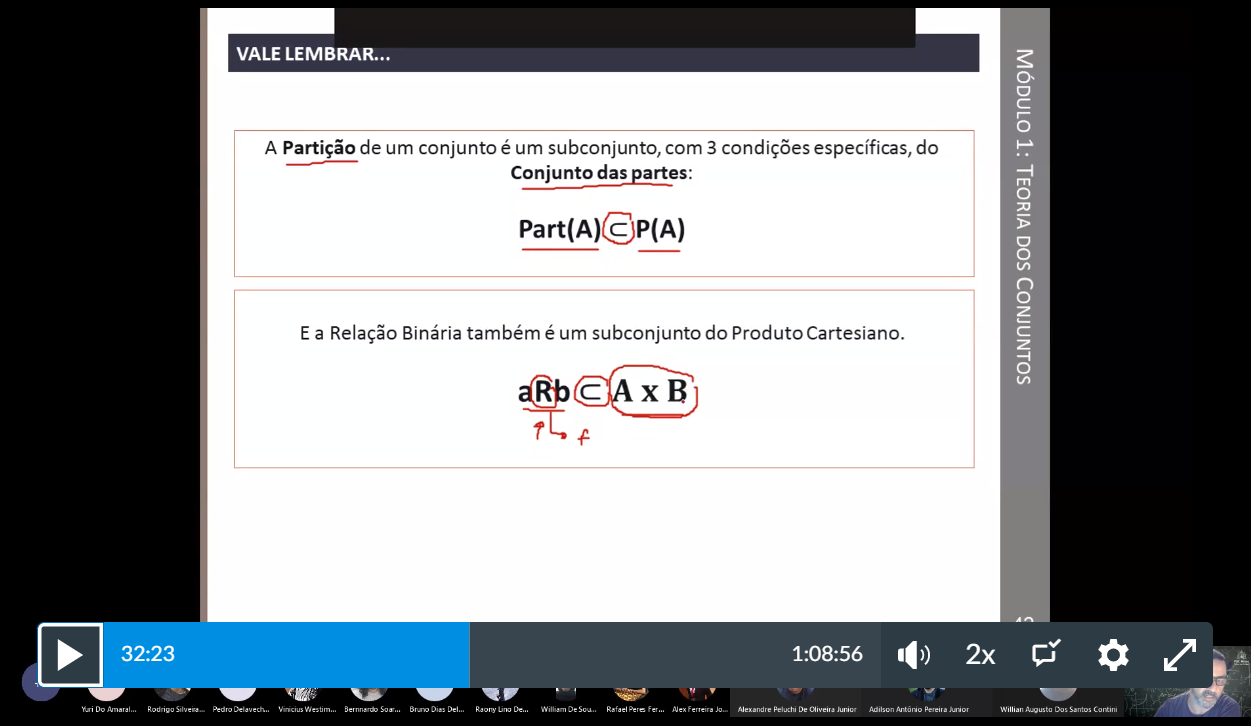 VALE LEMBRAR...
A Partição de um conjunto é um subconjunto, com 3 condições específicas, do
Conjunto das partes:
Part(A) ⊂ P(A)
E a Relação Binária também é um subconjunto do Produto Cartesiano.
aRb ⊂ A x B
f
MÓDULO 1: TEORIA DOS CONJUNTOS
32:23
1:08:56
2x
Yuri Do Amaral...
Rodrigo Silveira...
Pedro Delavech...
Vinicius Westim...
Bernnardo Soar...
Bruno Dias Del...
Raony Lino De...
William De Sou...
Rafael Peres Fer...
Alex Ferreira Jo...
Alexandre Peluchi De Oliveira Junior
Adilson Antônio Pereira Junior
Willian Augusto Dos Santos Contini